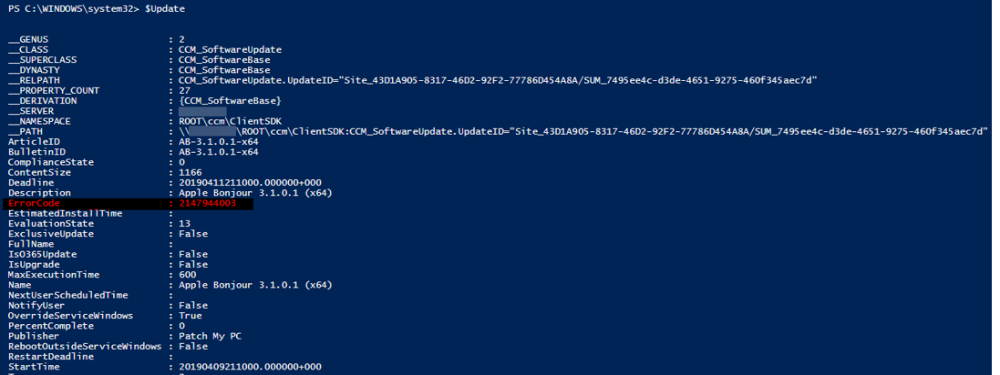 PS C:\WINDOWS\system32> $Update
__GENUS : 2
__CLASS : CCM_SoftwareUpdate
__SUPERCLASS : CCM_SoftwareBase
__DYNASTY : CCM_SoftwareBase
__RELPATH : CCM_SoftwareUpdate.UpdateID="Site_43D1A905-8317-46D2-92F2-77786D454A8A/SUM_7495ee4c-d3de-4651-9275-460f345aec7d"
__PROPERTY_COUNT : 27
__DERIVATION : {CCM_SoftwareBase}
__SERVER :
__NAMESPACE : ROOT\ccm\ClientSDK
__PATH : \\ \ROOT\ccm\ClientSDK:CCM_SoftwareUpdate.UpdateID="Site_43D1A905-8317-46D2-92F2-77786D454A8A/SUM_7495ee4c-d3de-4651-9275-460f345aec7d"
ArticleID : AB-3.1.0.1-x64
BulletinID : AB-3.1.0.1-x64
ComplianceState : 0
ContentSize : 1166
Deadline : 20190411211000.000000+000
Description : Apple Bonjour 3.1.0.1 (x64)
ErrorCode : 2147944003
EstimatedInstallTime :
EvaluationState : 13
ExclusiveUpdate : False
FullName :
IsO365Update : False
IsUpgrade : False
MaxExecutionTime : 600
Name : Apple Bonjour 3.1.0.1 (x64)
NextUserScheduledTime :
NotifyUser : False
OverrideServiceWindows : True
PercentComplete : 0
Publisher : Patch My PC
RebootOutsideServiceWindows : False
RestartDeadline :
StartTime : 20190409211000.000000+000